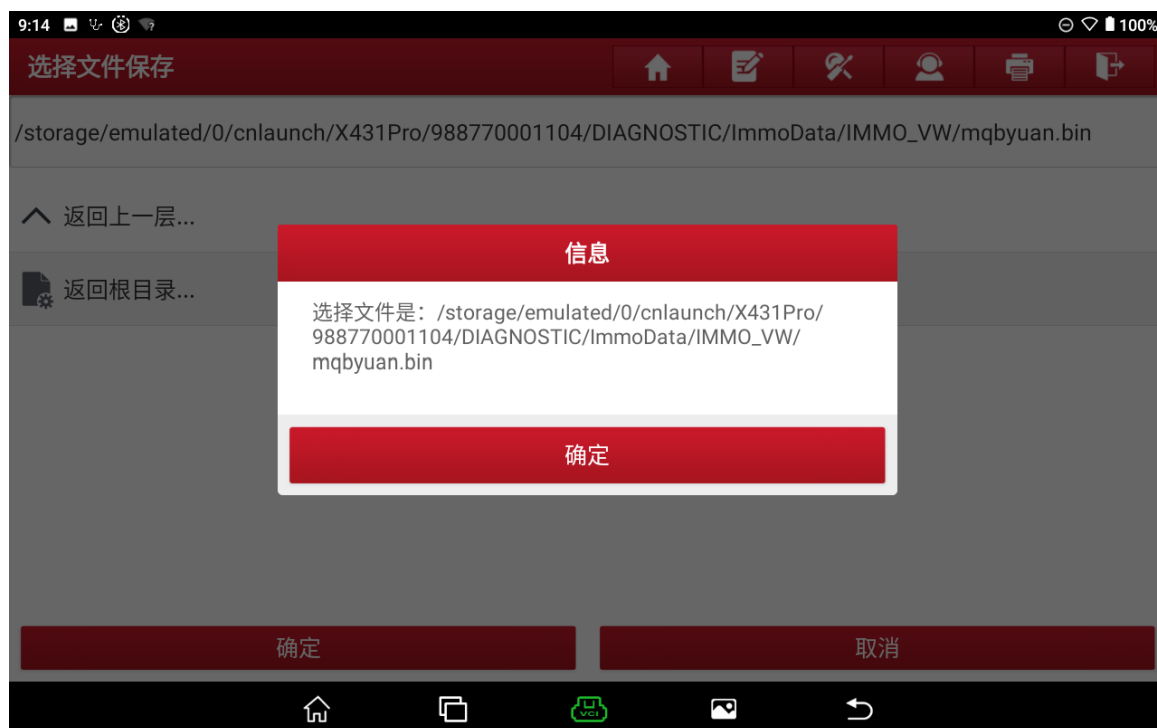 9:14
100%
选择文件保存
/storage/emulated/0/cnlaunch/X431Pro/988770001104/DIAGNOSTIC/ImmoData/IMMO_VW/mqbyuan.bin
返回上一层...
信息
返回根目录...
选择文件是：/storage/emulated/0/cnlaunch/X431Pro/
988770001104/DIAGNOSTIC/ImmoData/IMMO_VW/
mqbyuan.bin
确定
确定
取消
VCI